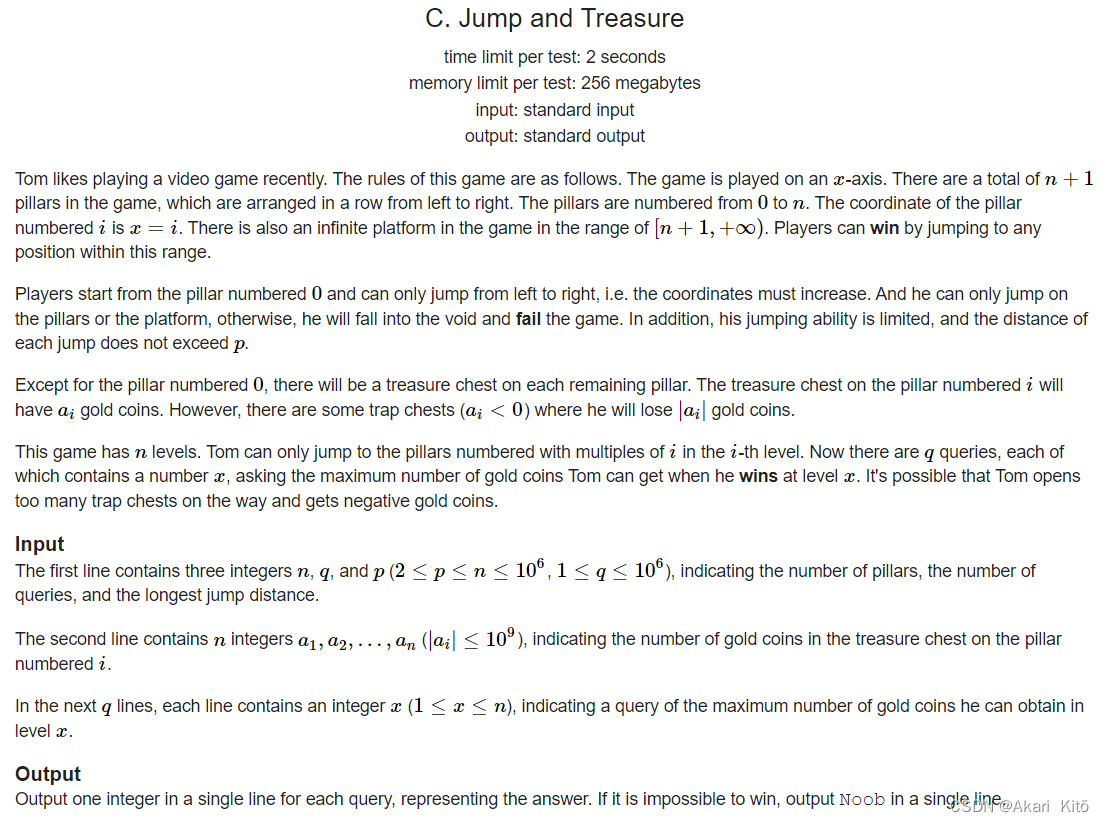 C. Jump and Treasure
time limit per test: 2 seconds
memory limit per test: 256 megabytes
input: standard input
output: standard output
Tom likes playing a video game recently. The rules of this game are as follows. The game is played on an x-axis. There are a total of n + 1
pillars in the game, which are arranged in a row from left to right. The pillars are numbered from 0 to n. The coordinate of the pillar
numbered i is x = i. There is also an infinite platform in the game in the range of [n + 1, +∞). Players can win by jumping to any
position within this range.
Players start from the pillar numbered 0 and can only jump from left to right, i.e. the coordinates must increase. And he can only jump on
the pillars or the platform, otherwise, he will fall into the void and fail the game. In addition, his jumping ability is limited, and the distance of
each jump does not exceed p.
Except for the pillar numbered 0, there will be a treasure chest on each remaining pillar. The treasure chest on the pillar numbered i will
have a_i gold coins. However, there are some trap chests (a_i < 0) where he will lose |a_i| gold coins.
This game has n levels. Tom can only jump to the pillars numbered with multiples of i in the i-th level. Now there are q queries, each of
which contains a number x, asking the maximum number of gold coins Tom can get when he wins at level x. It's possible that Tom opens
too many trap chests on the way and gets negative gold coins.
Input
The first line contains three integers n, q, and p (2 ≤ p ≤ n ≤ 10^6, 1 ≤ q ≤ 10^6), indicating the number of pillars, the number of
queries, and the longest jump distance.
The second line contains n integers a_1, a_2, ..., a_n (|a_i| ≤ 10^9), indicating the number of gold coins in the treasure chest on the pillar
numbered i.
In the next q lines, each line contains an integer x (1 ≤ x ≤ n), indicating a query of the maximum number of gold coins he can obtain in
level x.
Output
Output one integer in a single line for each query, representing the answer. If it is impossible to win, output Noob in a single line.
CSDN @Akari_Kitō